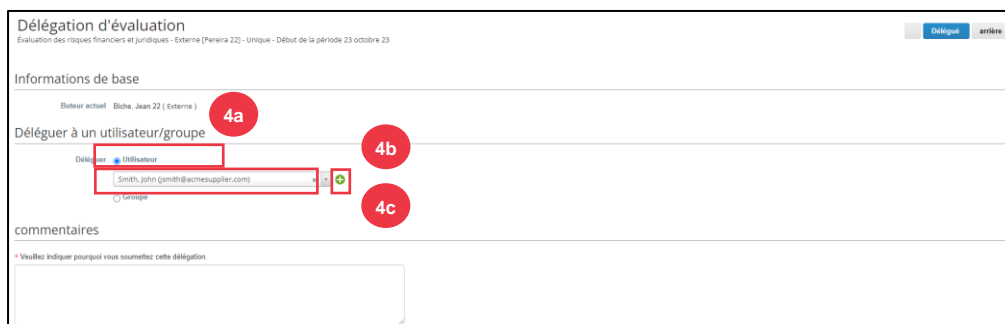 Délégation d'évaluation
Évaluation des risques financiers et juridiques - Externe [Pereira 22] - Unique - Début de la période 23 octobre 23
Délégué arrière
Informations de base
Buteur actuel Biche, Jean 22 ( Externe )
4a
Déléguer à un utilisateur/groupe
4b
Déléguer Utilisateur
Smith, John (jsmith@acmesupplier.com)
Groupe
4c
commentaires
* Veuillez indiquer pourquoi vous soumettez cette délégation.